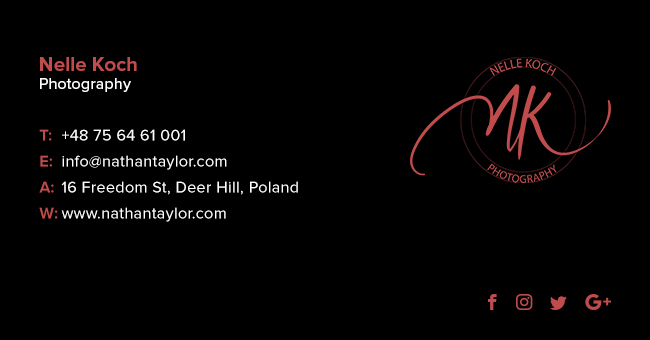 Nelle Koch
Photography
T: +48 75 64 61 001
E: info@nathantaylor.com
A: 16 Freedom St, Deer Hill, Poland
W: www.nathantaylor.com
NELLE KOCH
NK
PHOTOGRAPHY
f
G+